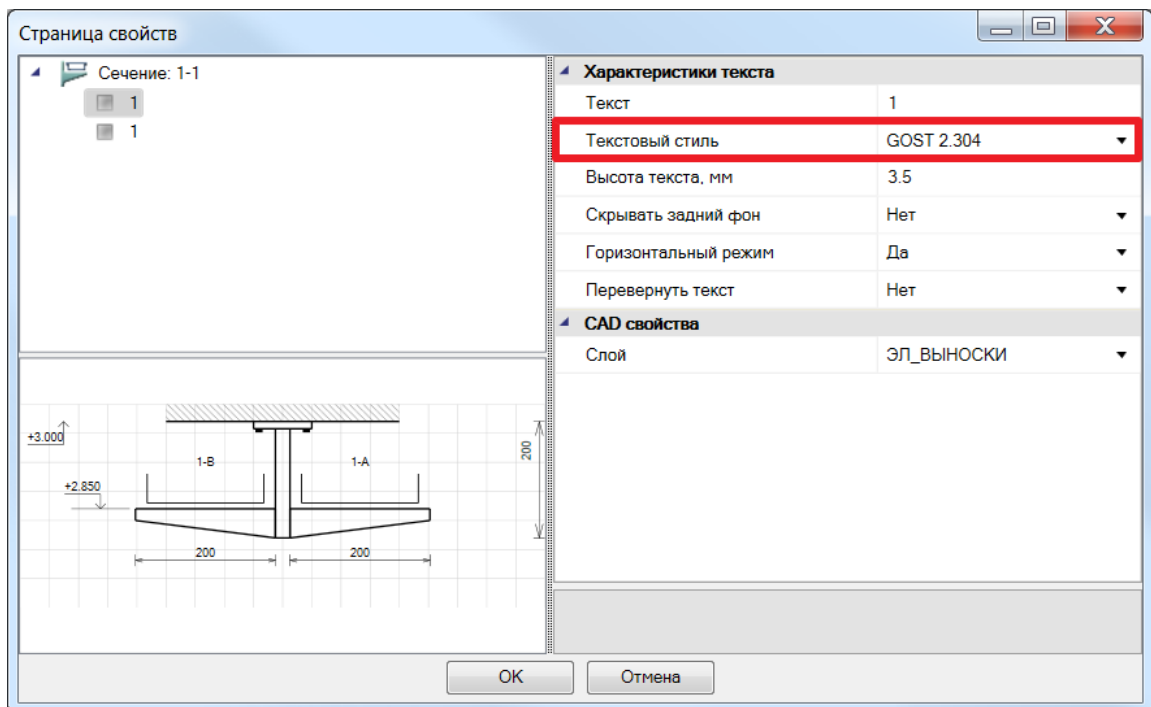 Страница свойств
Сечение: 1-1
1
1
Характеристики текста
Текст 1
Текстовый стиль GOST 2.304
Высота текста, мм 3.5
Скрывать задний фон Нет
Горизонтальный режим Да
Перевернуть текст Нет
CAD свойства
Слой ЭЛ_ВЫНОСКИ
+3.000
200
1-B 1-A
+2.850
200 200
OK Отмена